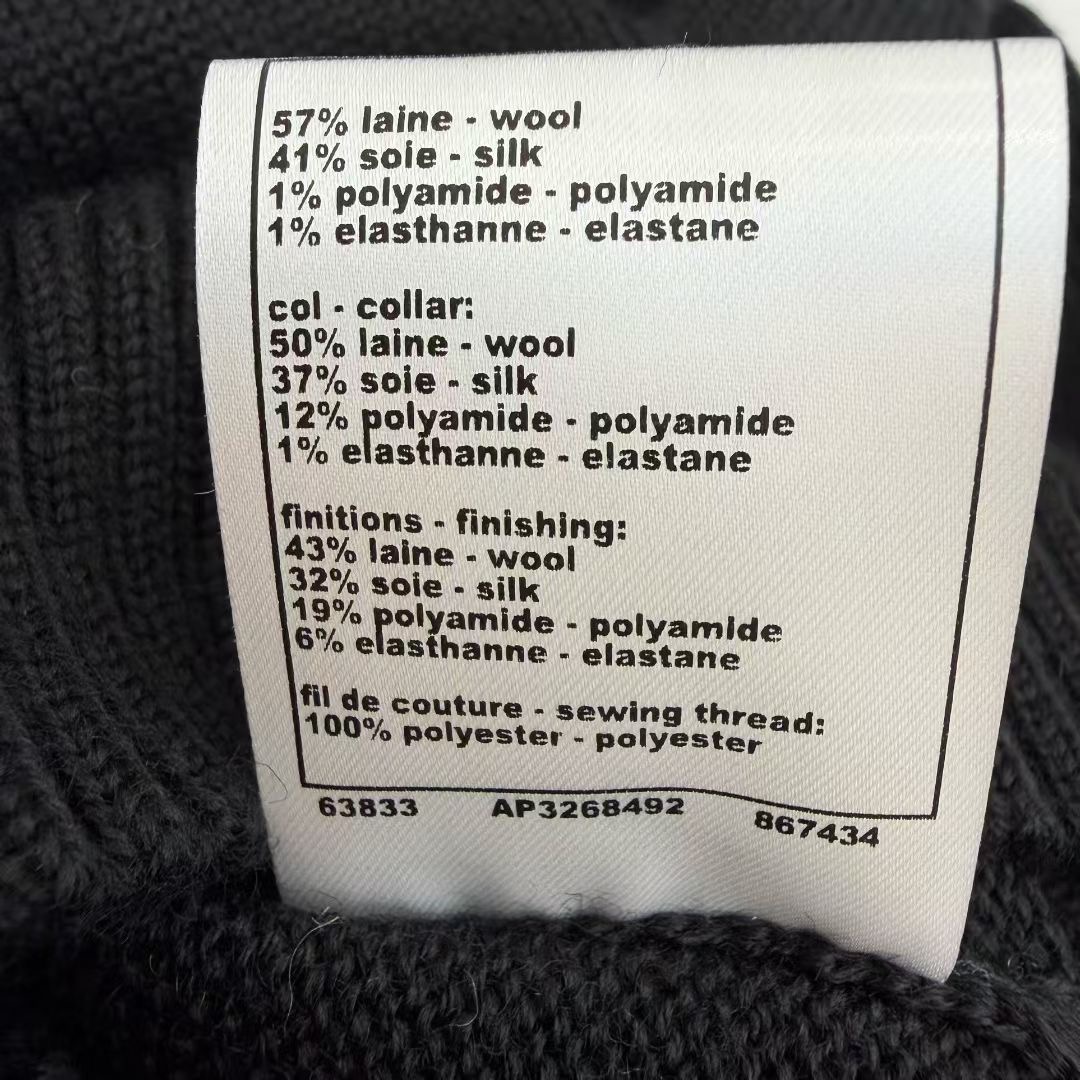 57% laine - wool
41% soie - silk
1% polyamide - polyamide
1% elasthanne - elastane
col - collar:
50% laine - wool
37% soie - silk
12% polyamide - polyamide
1% elasthanne - elastane
finitions - finishing:
43% laine - wool
32% soie - silk
19% polyamide - polyamide
6% elasthanne - elastane
fil de couture - sewing thread:
100% polyester - polyester
63833 AP3268492 867434